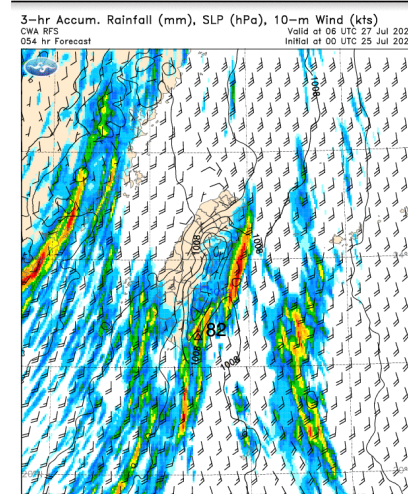 3-hr Accum. Rainfall (mm), SLP (hPa), 10-m Wind (kts)
CWA RFS Valid at 06 UTC 27 Jul 202
054 hr Forecast Initial at 00 UTC 25 Jul 202
1008
1008
1008
82
1008
1008